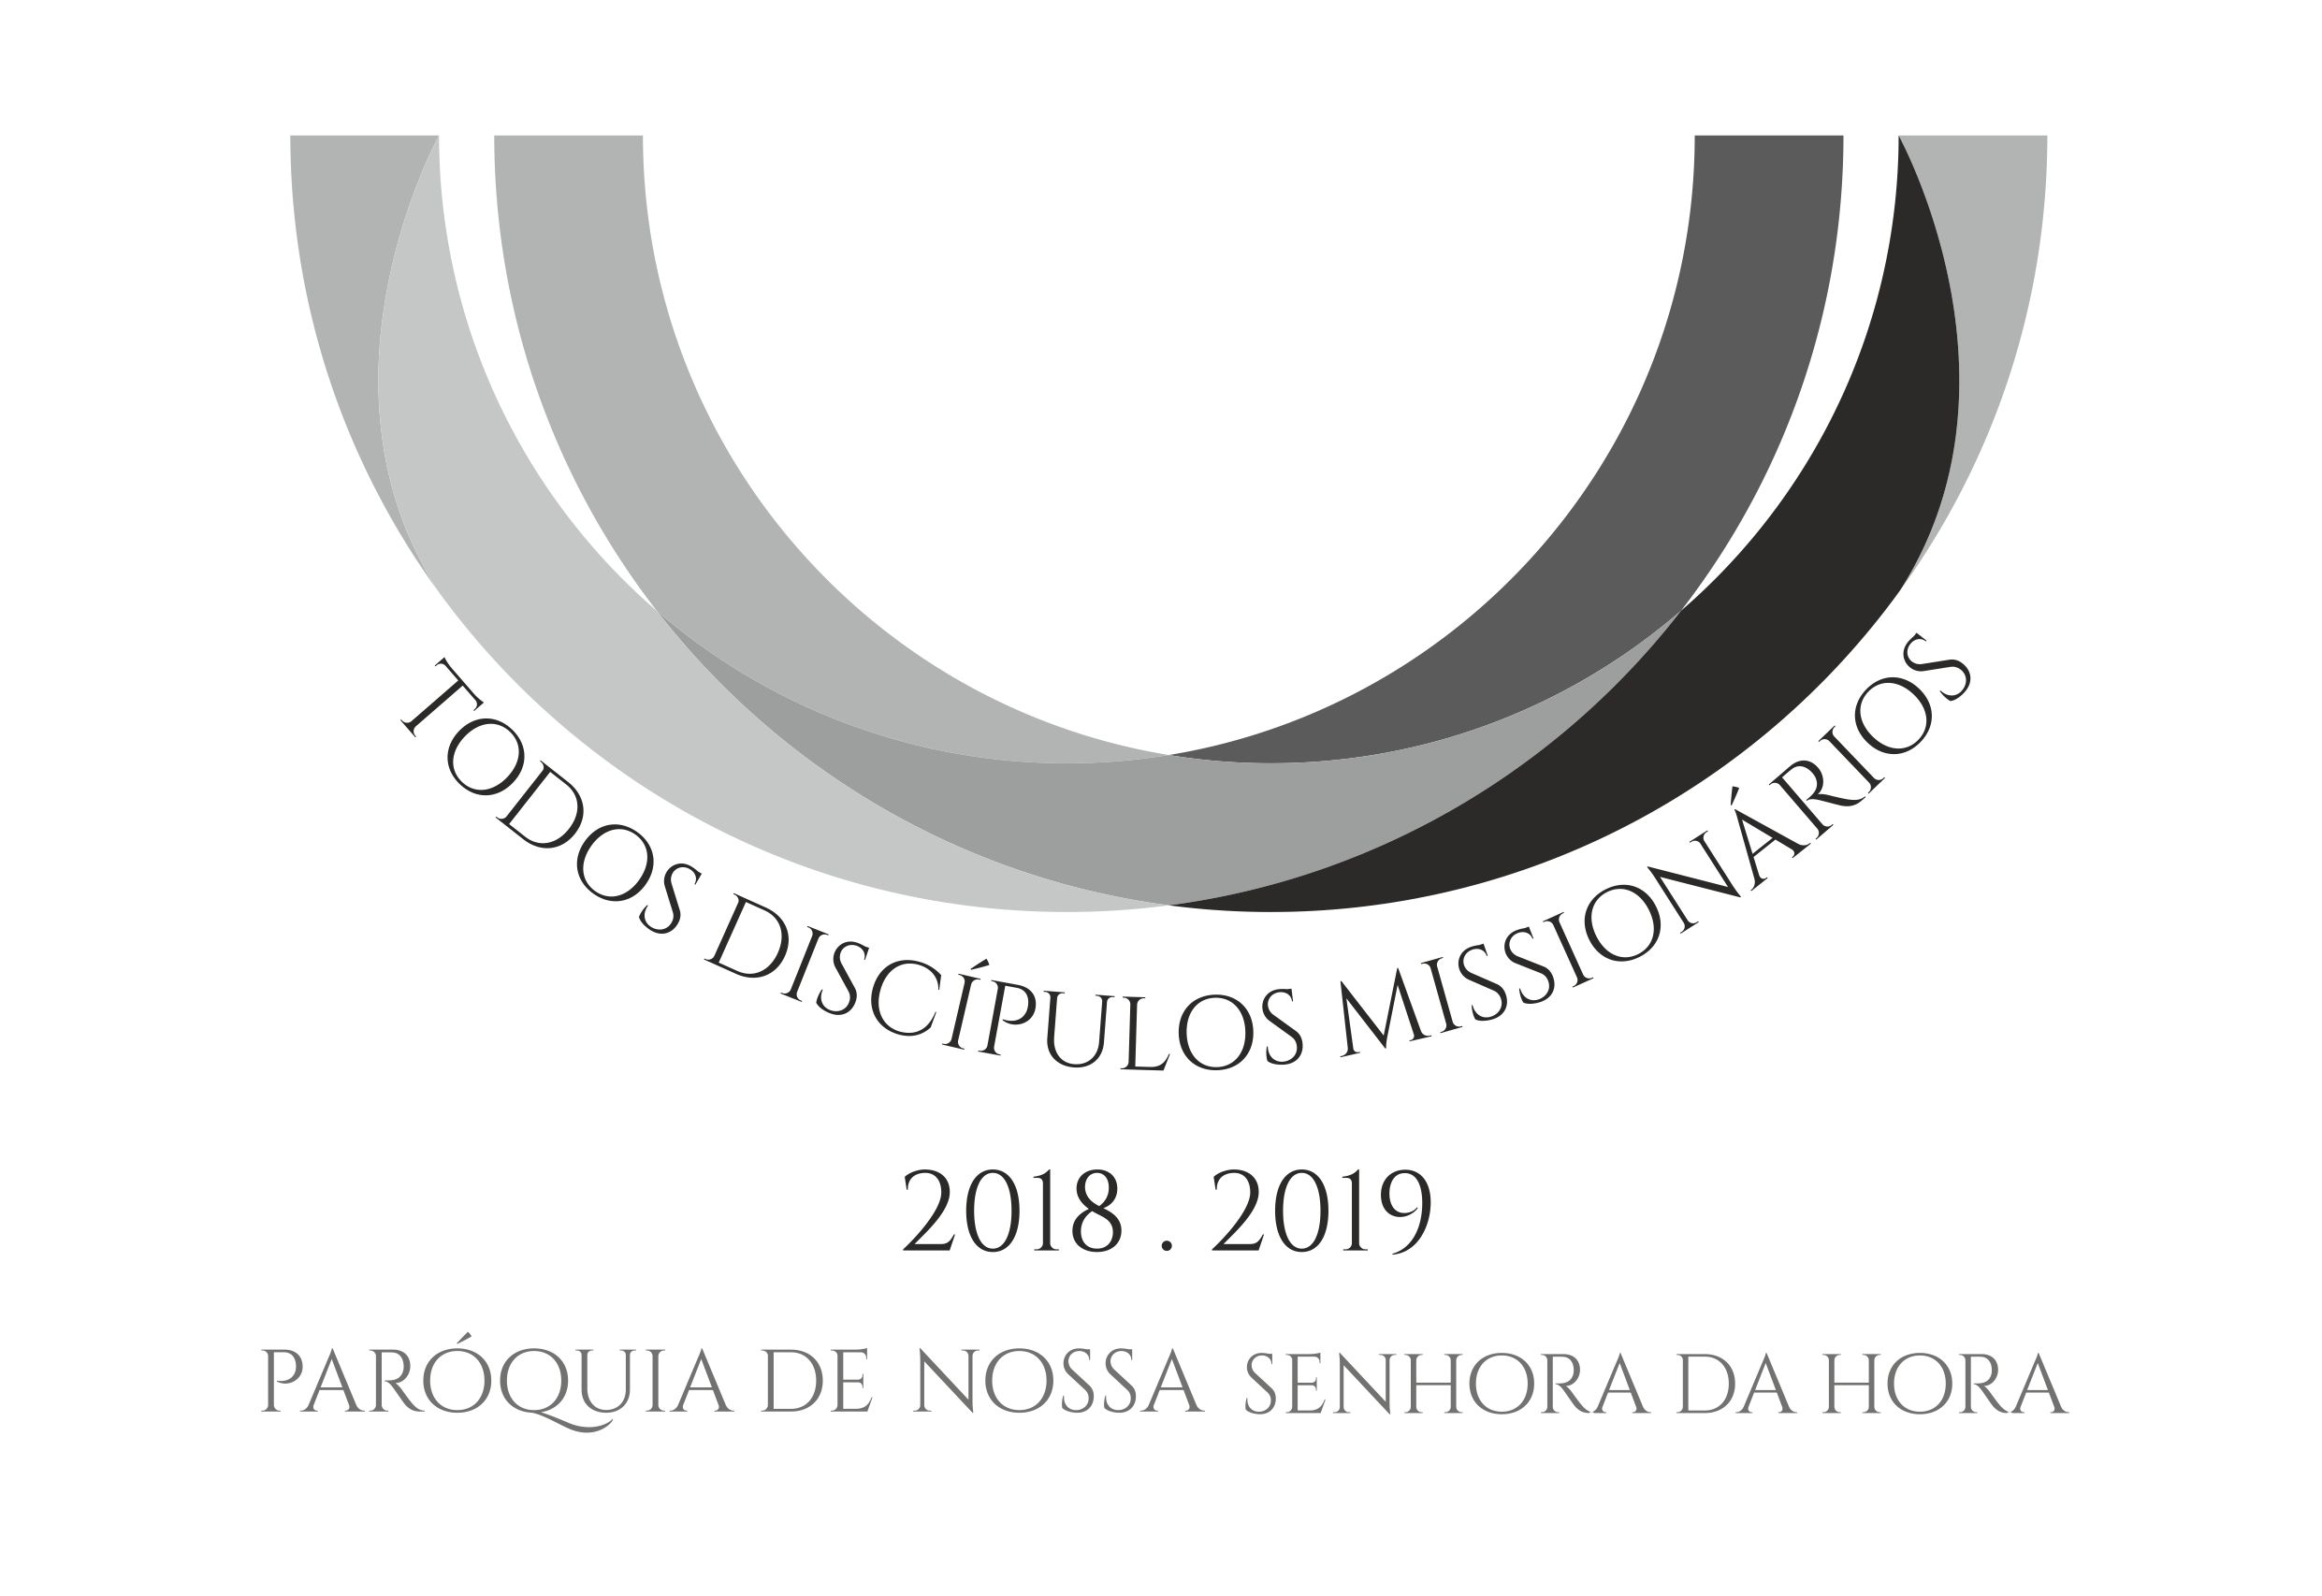 TODOS DISCÍPULOS MISSIONÁRIOS
2018 . 2019
PARÓQUIA DE NOSSA SENHORA DA HORA